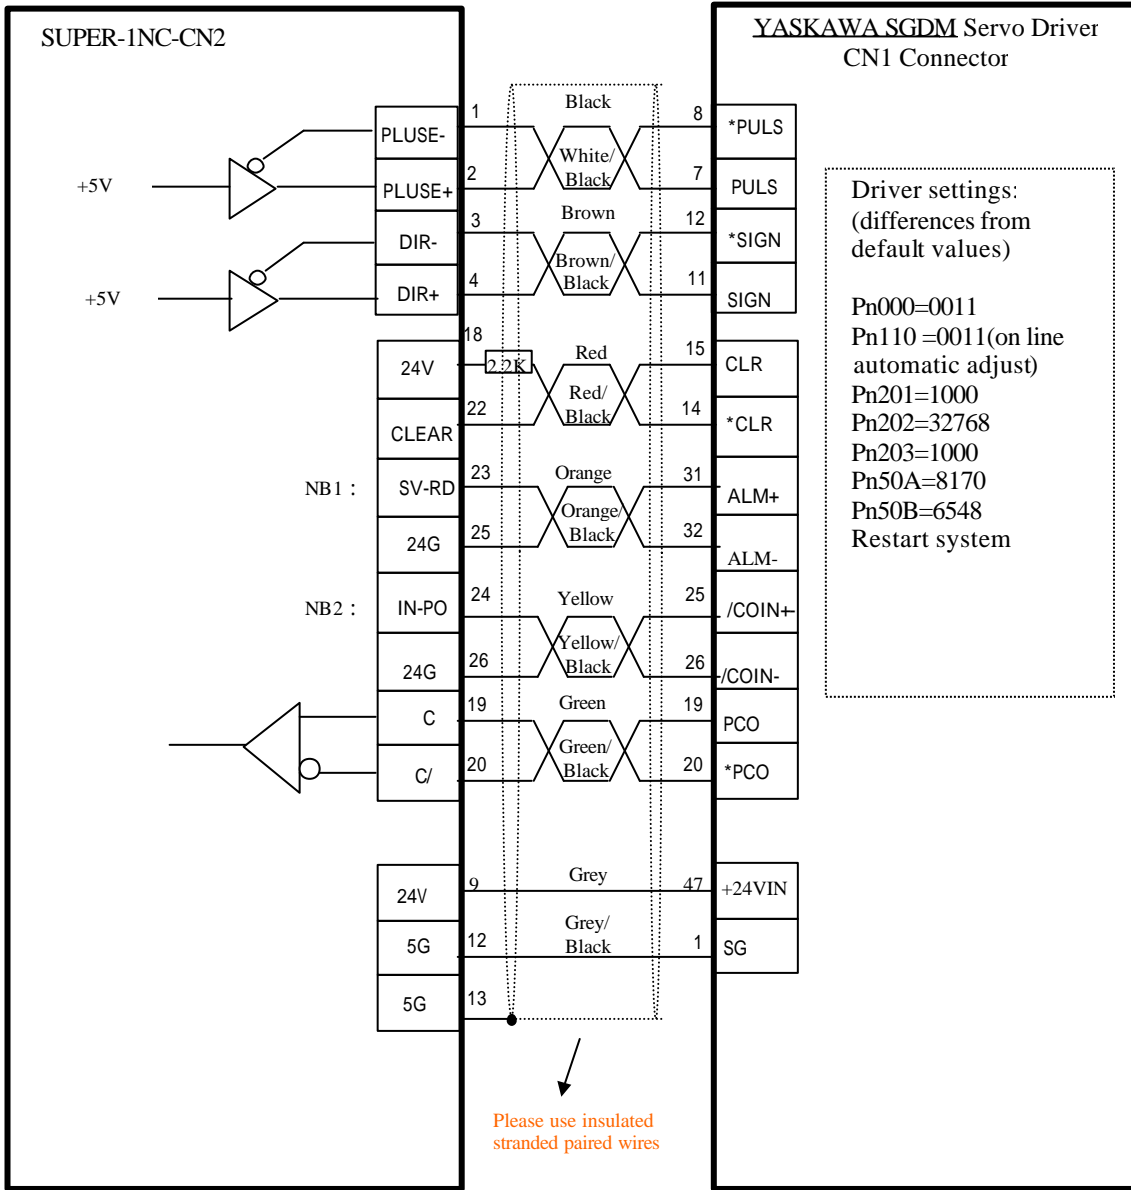 SUPER-1NC-CN2
YASKAWA SGDM Servo Driver
CN1 Connector
PLUSE- 1 Black 8 *PULS
+5V PLUSE+ 2 White/
Black 7 PULS
DIR- 3 Brown 12 *SIGN
+5V DIR+ 4 Brown/
Black 11 SIGN
24V 18 2.2K Red 15 CLR
CLEAR 22 Red/
Black 14 *CLR
NB1 : SV-RD 23 Orange 31 ALM+
24G 25 Orange/
Black 32 ALM-
NB2 : IN-PO 24 Yellow 25 /COIN+
24G 26 Yellow/
Black 26 /COIN-
C 19 Green 19 PCO
C/ 20 Green/
Black 20 *PCO
24V 9 Grey 47 +24VIN
5G 12 Grey/
Black 1 SG
5G 13
Driver settings:
(differences from
default values)
Pn000=0011
Pn110 =0011(on line
automatic adjust)
Pn201=1000
Pn202=32768
Pn203=1000
Pn50A=8170
Pn50B=6548
Restart system
Please use insulated
stranded paired wires